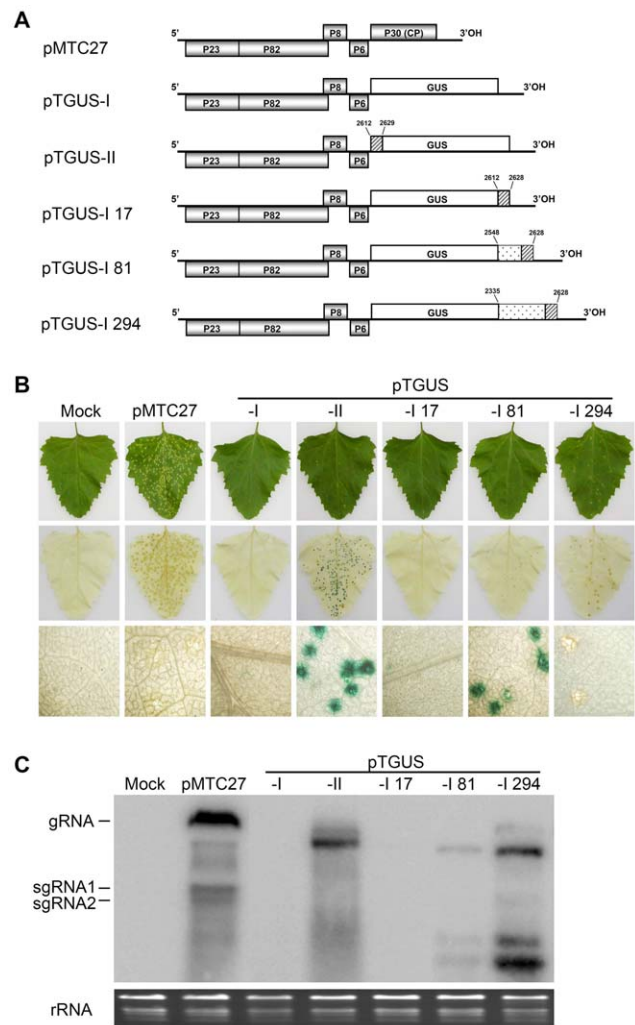 A
5' P8 P30 (CP) 3'OH
pMTC27
P23 P82 P6
5' P8 GUS 3'OH
pTGUS-I
P23 P82 P6
2612 2629
5' P8 GUS 3'OH
pTGUS-II
P23 P82 P6
2612 2628
5' P8 GUS 3'OH
pTGUS-I 17
P23 P82 P6
2548 2628
5' P8 GUS 3'OH
pTGUS-I 81
P23 P82 P6
2335 2628
5' P8 GUS 3'OH
pTGUS-I 294
P23 P82 P6
B
pTGUS
Mock pMTC27 -I -II -I 17 -I 81 -I 294
C
pTGUS
Mock pMTC27 -I -II -I 17 -I 81 -I 294
gRNA
sgRNA1
sgRNA2
rRNA